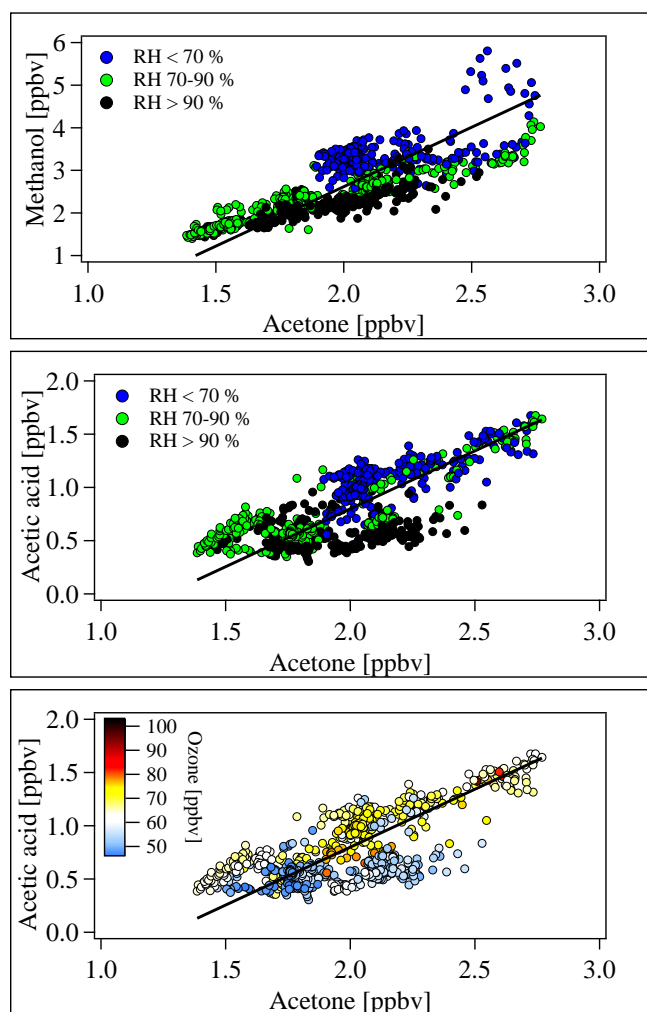 6
5
4
3
2
1
Methanol [ppbv]
RH < 70 %
RH 70-90 %
RH > 90 %
1.0 1.5 2.0 2.5 3.0
Acetone [ppbv]
2.0
1.5
1.0
0.5
0.0
Acetic acid [ppbv]
RH < 70 %
RH 70-90 %
RH > 90 %
1.0 1.5 2.0 2.5 3.0
Acetone [ppbv]
2.0
1.5
1.0
0.5
0.0
Acetic acid [ppbv]
100
90
80
70
60
50
Ozone
[ppbv]
1.0 1.5 2.0 2.5 3.0
Acetone [ppbv]